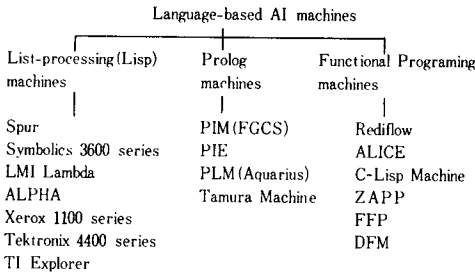 Language-based AI machines
List-processing(Lisp) machines
Prolog machines
Functional Programing machines
Spur
Symbolics 3600 series
LMI Lambda
ALPHA
Xerox 1100 series
Tektronix 4400 series
TI Explorer
PIM(FGCS)
PIE
PLM(Aquarius)
Tamura Machine
Rediflow
ALICE
C-Lisp Machine
ZAPP
FFP
DFM